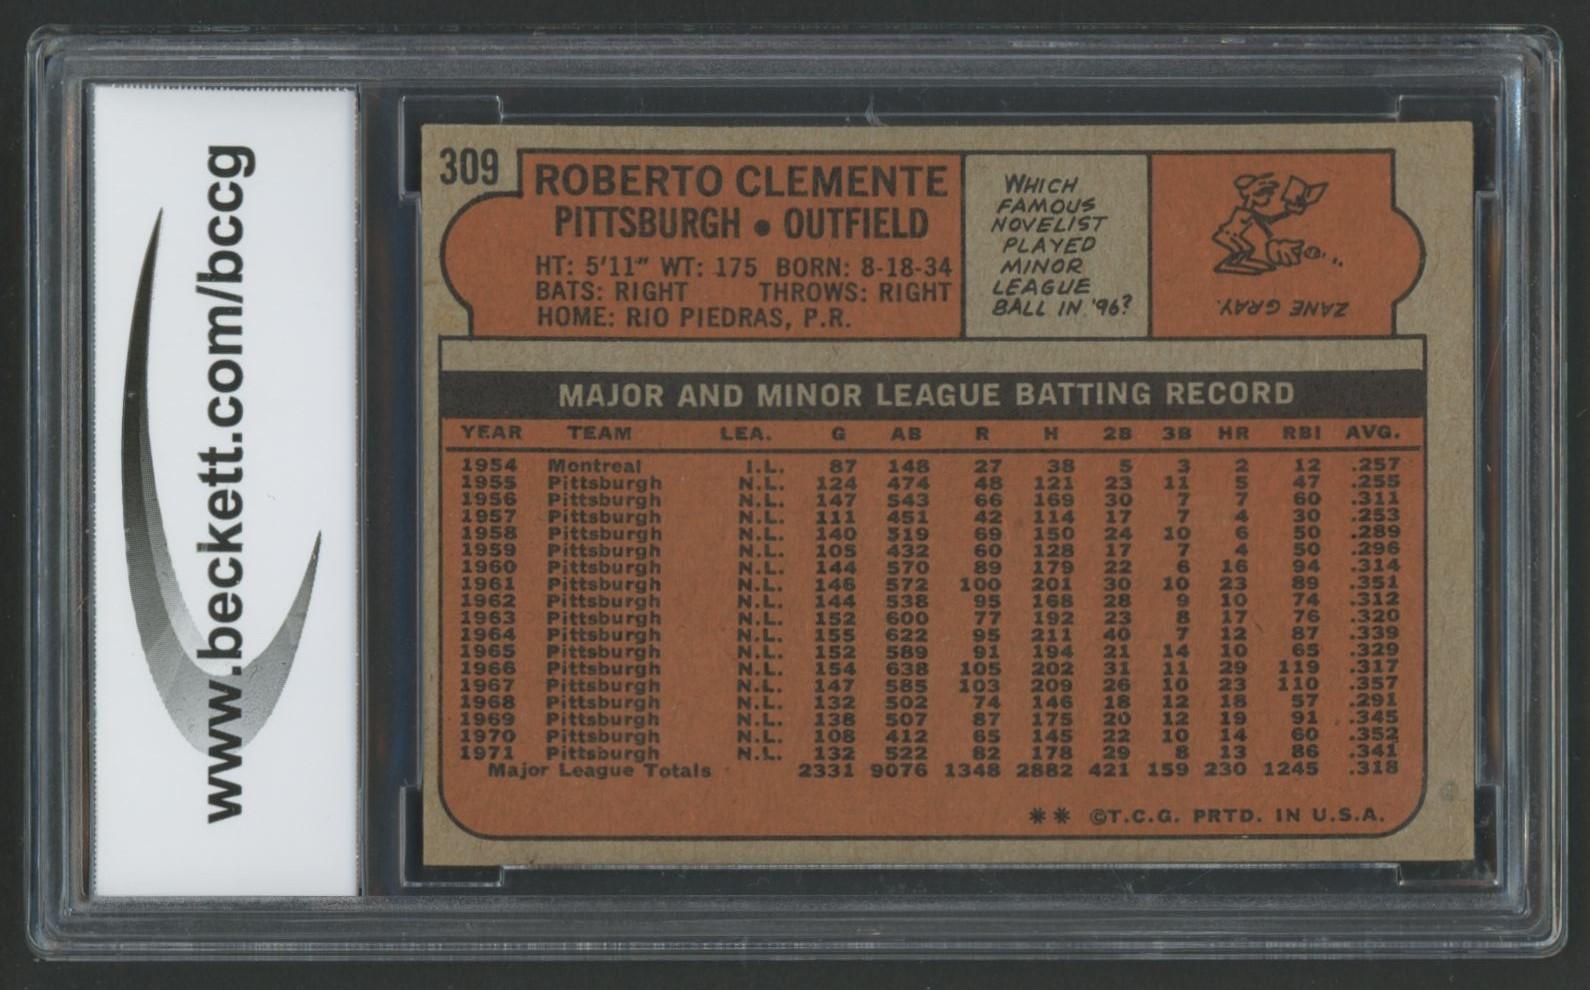 www.beckett.com/bccg
309
ROBERTO CLEMENTE
PITTSBURGH • OUTFIELD
HT: 5'11" WT: 175 BORN: 8-18-34
BATS: RIGHT THROWS: RIGHT
HOME: RIO PIEDRAS, P.R.
WHICH
FAMOUS
NOVELIST
PLAYED
MINOR
LEAGUE
BALL IN '96?
ZANE GRAY.
MAJOR AND MINOR LEAGUE BATTING RECORD
YEAR TEAM LEA. G AB R H 2B 3B HR RBI AVG.
1954 Montreal I.L. 87 148 27 38 5 3 2 12 .257
1955 Pittsburgh N.L. 124 474 48 121 23 11 5 47 .255
1956 Pittsburgh N.L. 147 543 66 169 30 7 7 60 .311
1957 Pittsburgh N.L. 111 451 42 114 17 7 4 30 .253
1958 Pittsburgh N.L. 140 519 69 150 24 10 6 50 .289
1959 Pittsburgh N.L. 105 432 60 128 17 7 4 50 .296
1960 Pittsburgh N.L. 144 570 89 179 22 6 16 94 .314
1961 Pittsburgh N.L. 146 572 100 201 30 10 23 89 .351
1962 Pittsburgh N.L. 144 538 95 168 28 9 10 74 .312
1963 Pittsburgh N.L. 152 600 77 192 23 8 17 76 .320
1964 Pittsburgh N.L. 155 622 95 211 40 7 12 87 .339
1965 Pittsburgh N.L. 152 589 91 194 21 14 10 65 .329
1966 Pittsburgh N.L. 154 638 105 202 31 11 29 119 .317
1967 Pittsburgh N.L. 147 585 103 209 26 10 23 110 .357
1968 Pittsburgh N.L. 132 502 74 146 18 12 18 57 .291
1969 Pittsburgh N.L. 138 507 87 175 20 12 19 91 .345
1970 Pittsburgh N.L. 108 412 65 145 22 10 14 60 .352
1971 Pittsburgh N.L. 132 522 82 178 29 8 13 86 .341
Major League Totals 2331 9076 1348 2882 421 159 230 1245 .318
** ©T.C.G. PRTD. IN U.S.A.